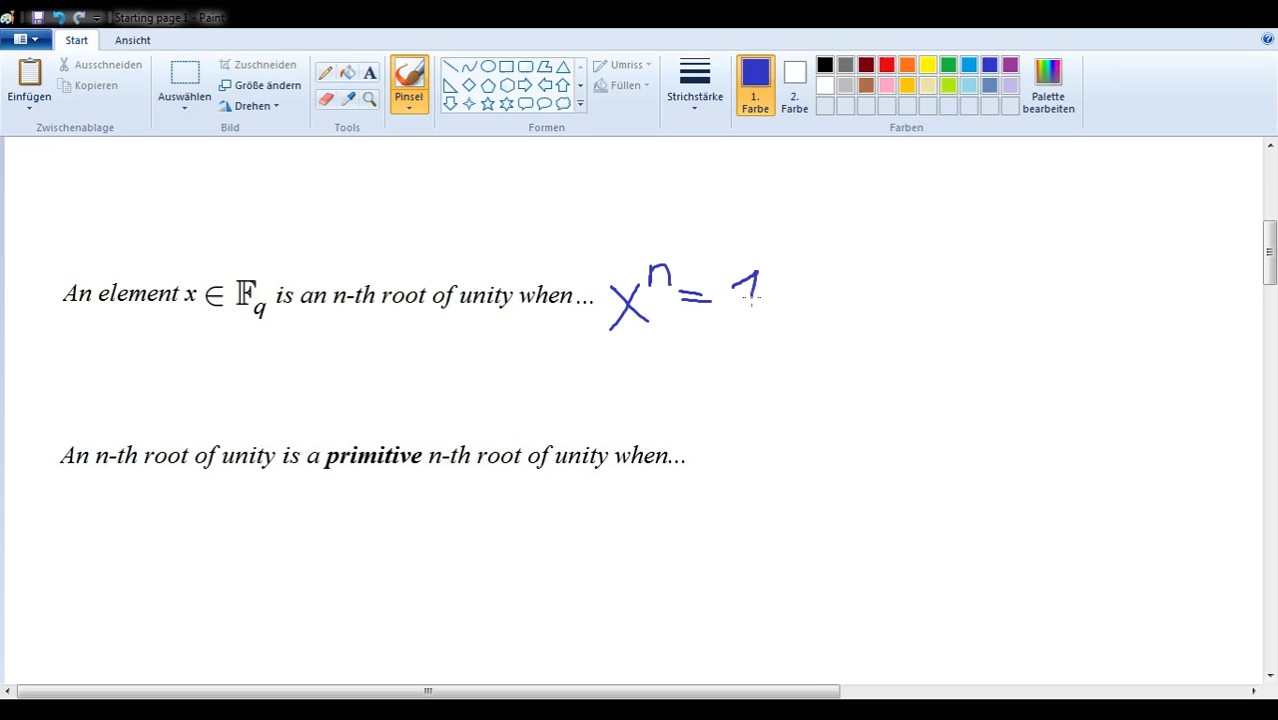 Starting page 1 - Paint
Start Ansicht
Einfügen
Ausschneiden
Kopieren
Zwischenablage
Auswählen
Zuschneiden
Größe ändern
Drehen
Bild
Tools
Pinsel
Formen
Umriss
Füllen
Strichstärke
1. Farbe
2. Farbe
Palette bearbeiten
Farben
An element x ∈ 𝔽q is an n-th root of unity when... xⁿ = 1
An n-th root of unity is a primitive n-th root of unity when...